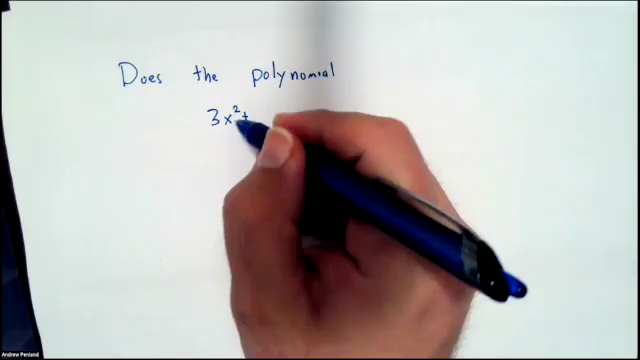 Does the polynomial
3x²+
Andrew Penland